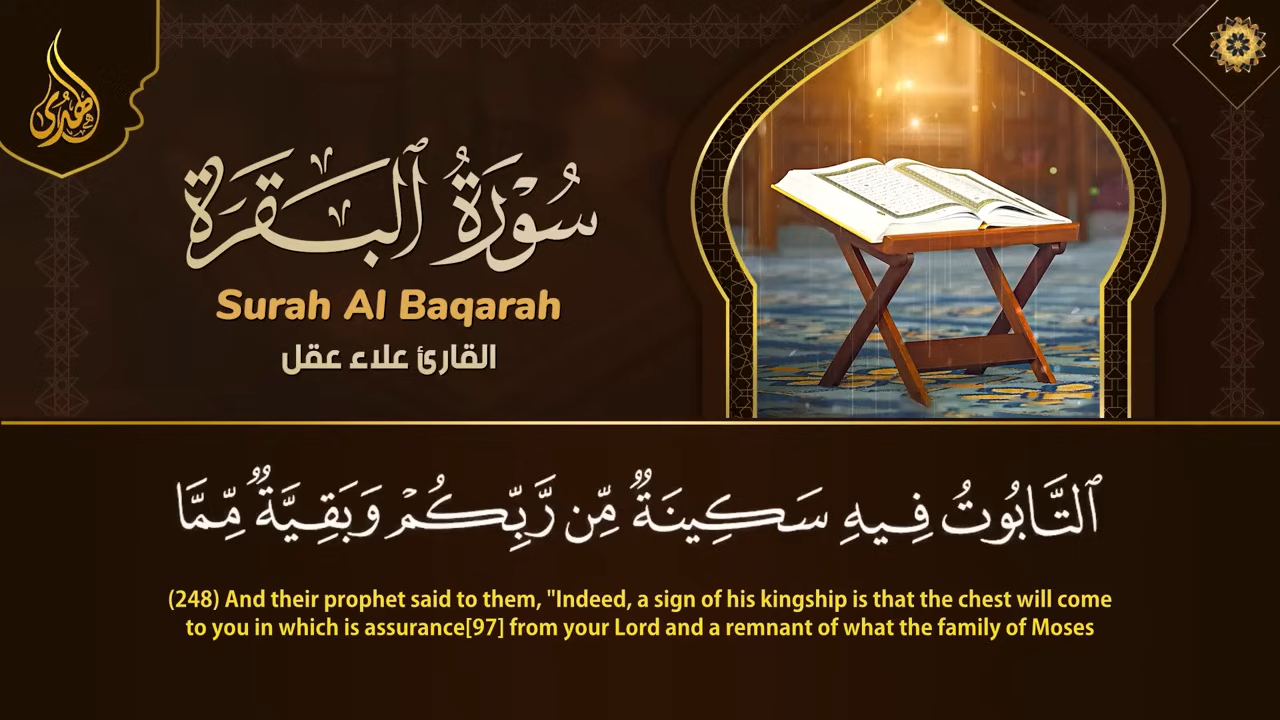 هدى
سُورَةُ ٱلْبَقَرَة
Surah Al Baqarah
القارئ علاء عقل
ٱلتَّابُوتُ فِيهِ سَكِينَةٌ مِّن رَّبِّكُمْ وَبَقِيَّةٌ مِّمَّا
(248) And their prophet said to them, "Indeed, a sign of his kingship is that the chest will come
to you in which is assurance[97] from your Lord and a remnant of what the family of Moses